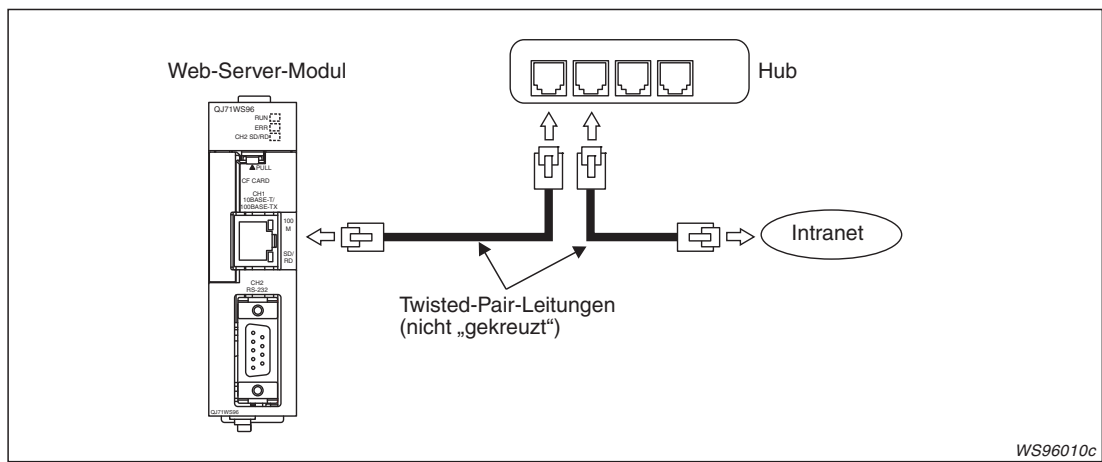 Web-Server-Modul
Hub
QJ71WS96
RUN
ERR
CH2 SD/RD
▲PULL
CF CARD
CH1
10BASE-T/
100BASE-TX
100
M
SD/
RD
CH2
RS-232
QJ71WS96
Intranet
Twisted-Pair-Leitungen
(nicht „gekreuzt“)
WS96010c